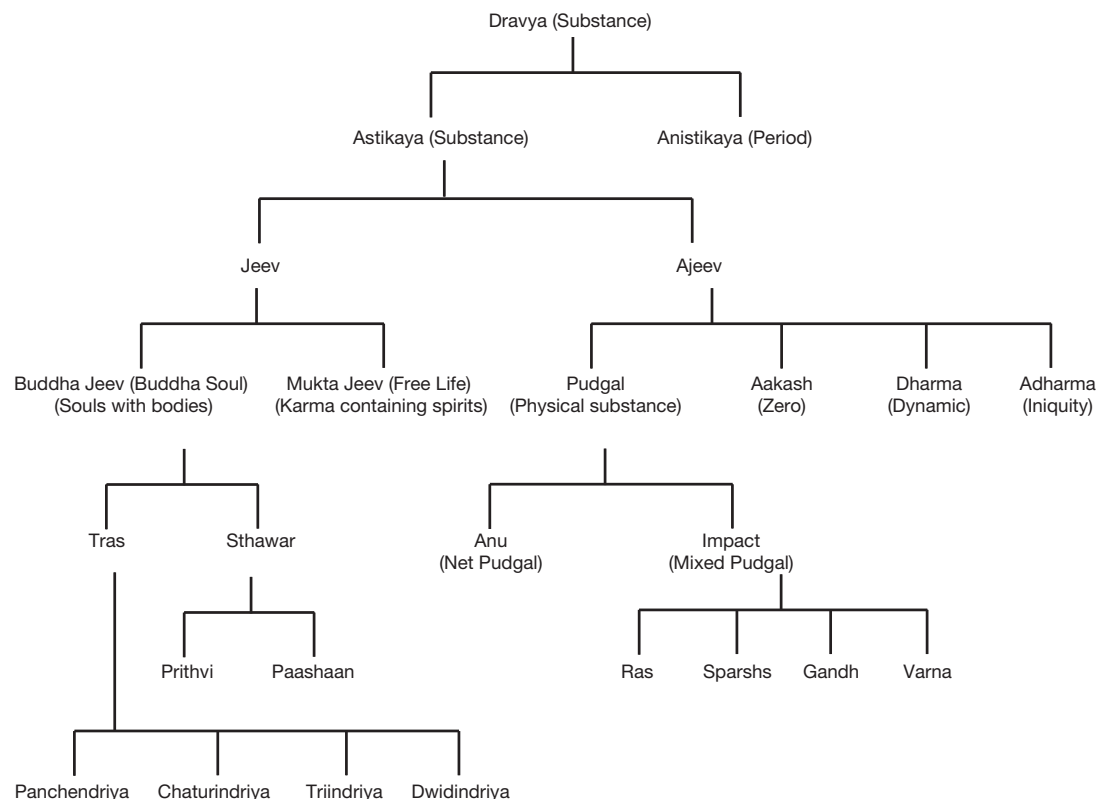 Dravya (Substance)
Astikaya (Substance)
Anistikaya (Period)
Jeev
Ajeev
Buddha Jeev (Buddha Soul)
(Souls with bodies)
Mukta Jeev (Free Life)
(Karma containing spirits)
Pudgal
(Physical substance)
Aakash
(Zero)
Dharma
(Dynamic)
Adharma
(Iniquity)
Tras
Sthawar
Anu
(Net Pudgal)
Impact
(Mixed Pudgal)
Prithvi
Paashaan
Ras
Sparshs
Gandh
Varna
Panchendriya
Chaturindriya
Triindriya
Dwidindriya